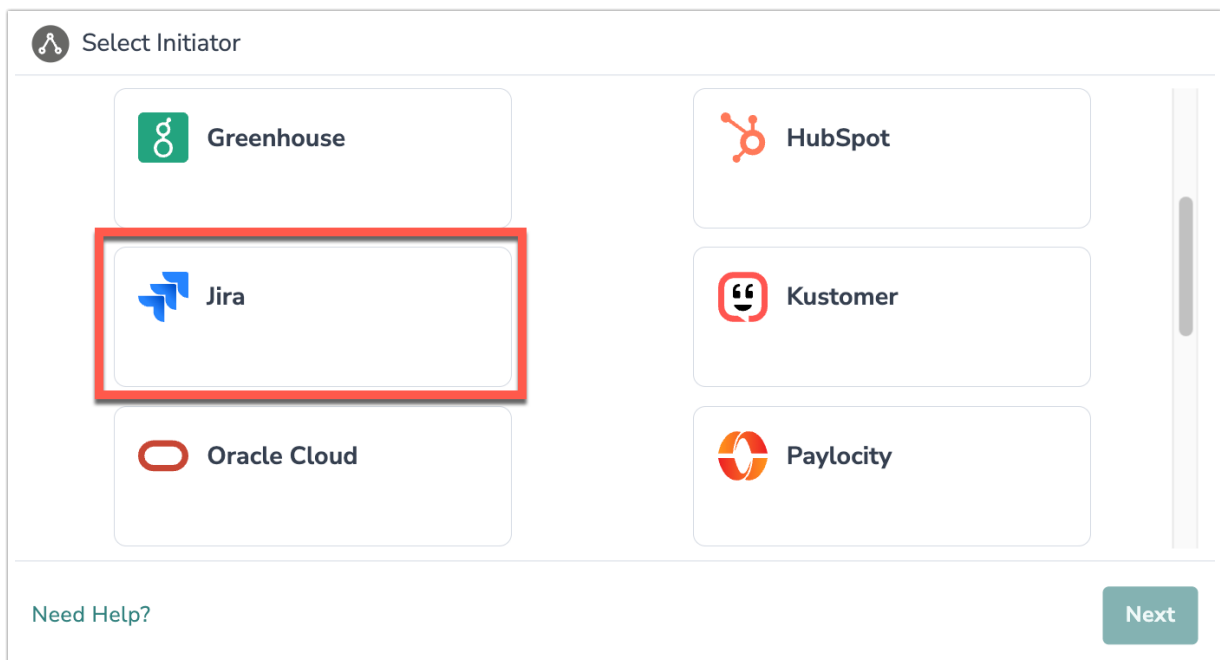 Select Initiator
Greenhouse
HubSpot
Jira
Kustomer
Oracle Cloud
Paylocity
Need Help?
Next